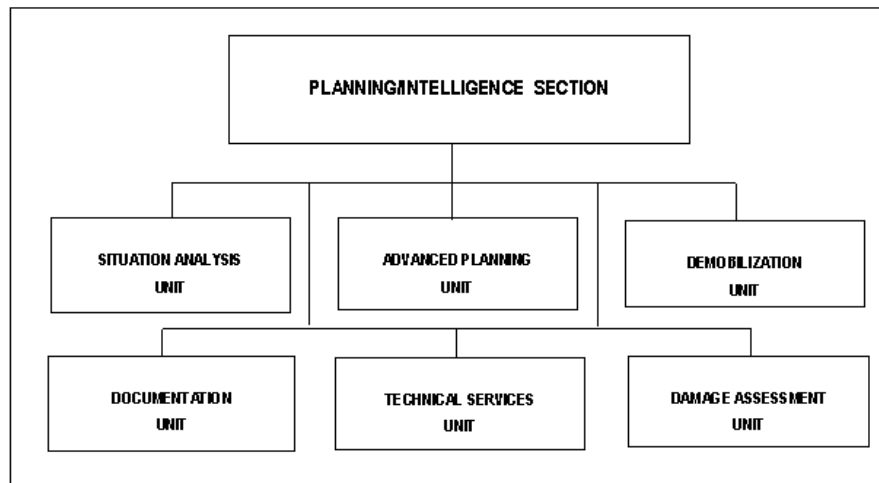 PLANNING/INTELLIGENCE SECTION
SITUATION ANALYSIS
UNIT
ADVANCED PLANNING
UNIT
DEMOBILIZATION
UNIT
DOCUMENTATION
UNIT
TECHNICAL SERVICES
UNIT
DAMAGE ASSESSMENT
UNIT